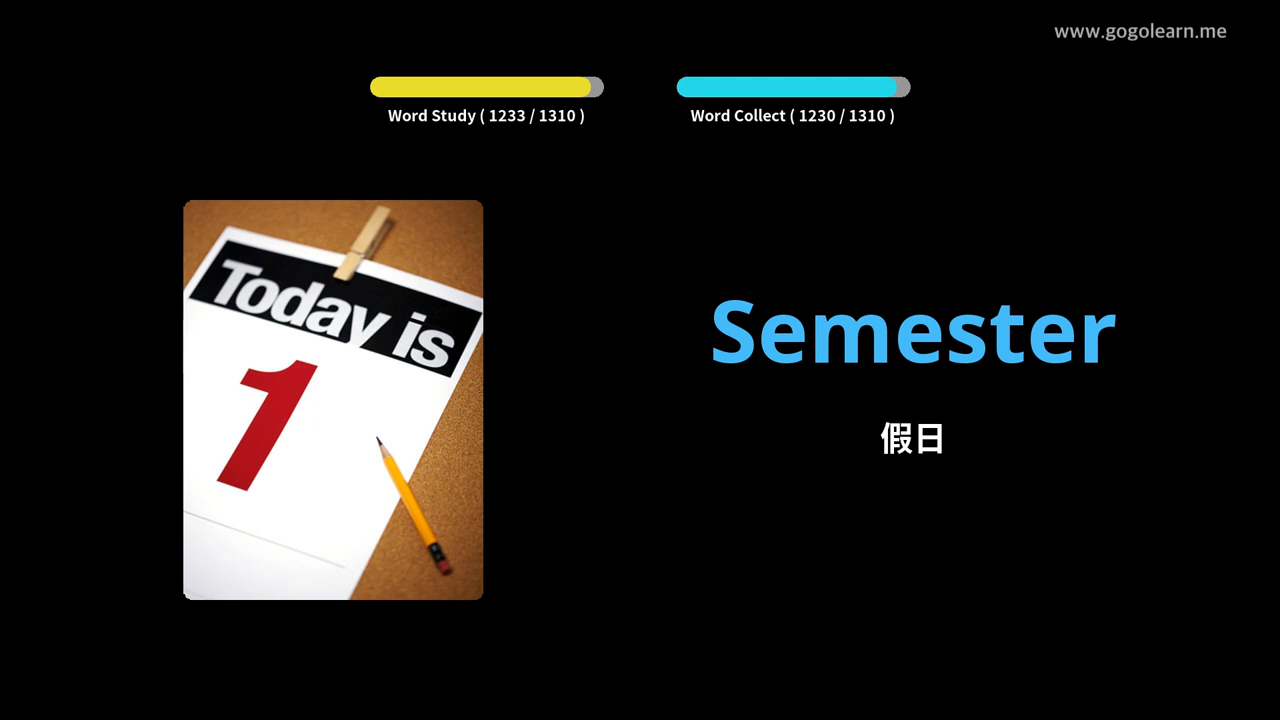 www.gogolearn.me
Word Study ( 1233 / 1310 )
Word Collect ( 1230 / 1310 )
Today is
1
Semester
假日